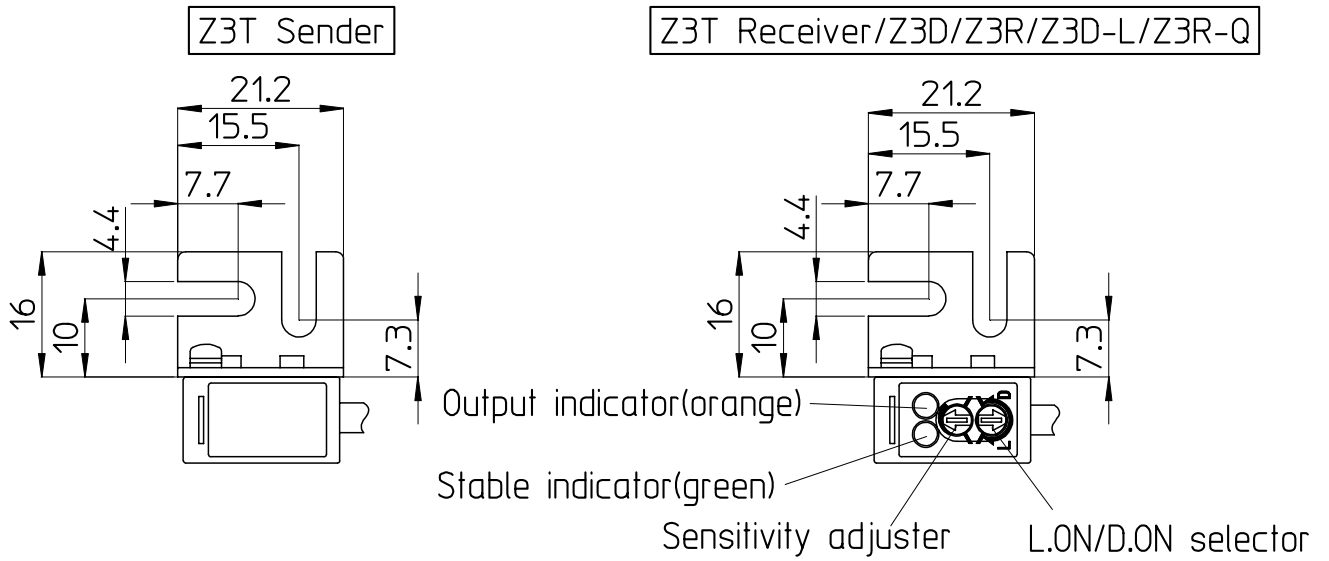 Z3T Sender
Z3T Receiver/Z3D/Z3R/Z3D-L/Z3R-Q
21.2
15.5
7.7
4.4
16
10
7.3
21.2
15.5
7.7
4.4
16
10
7.3
D
L
Output indicator(orange)
Stable indicator(green)
Sensitivity adjuster
L.ON/D.ON selector